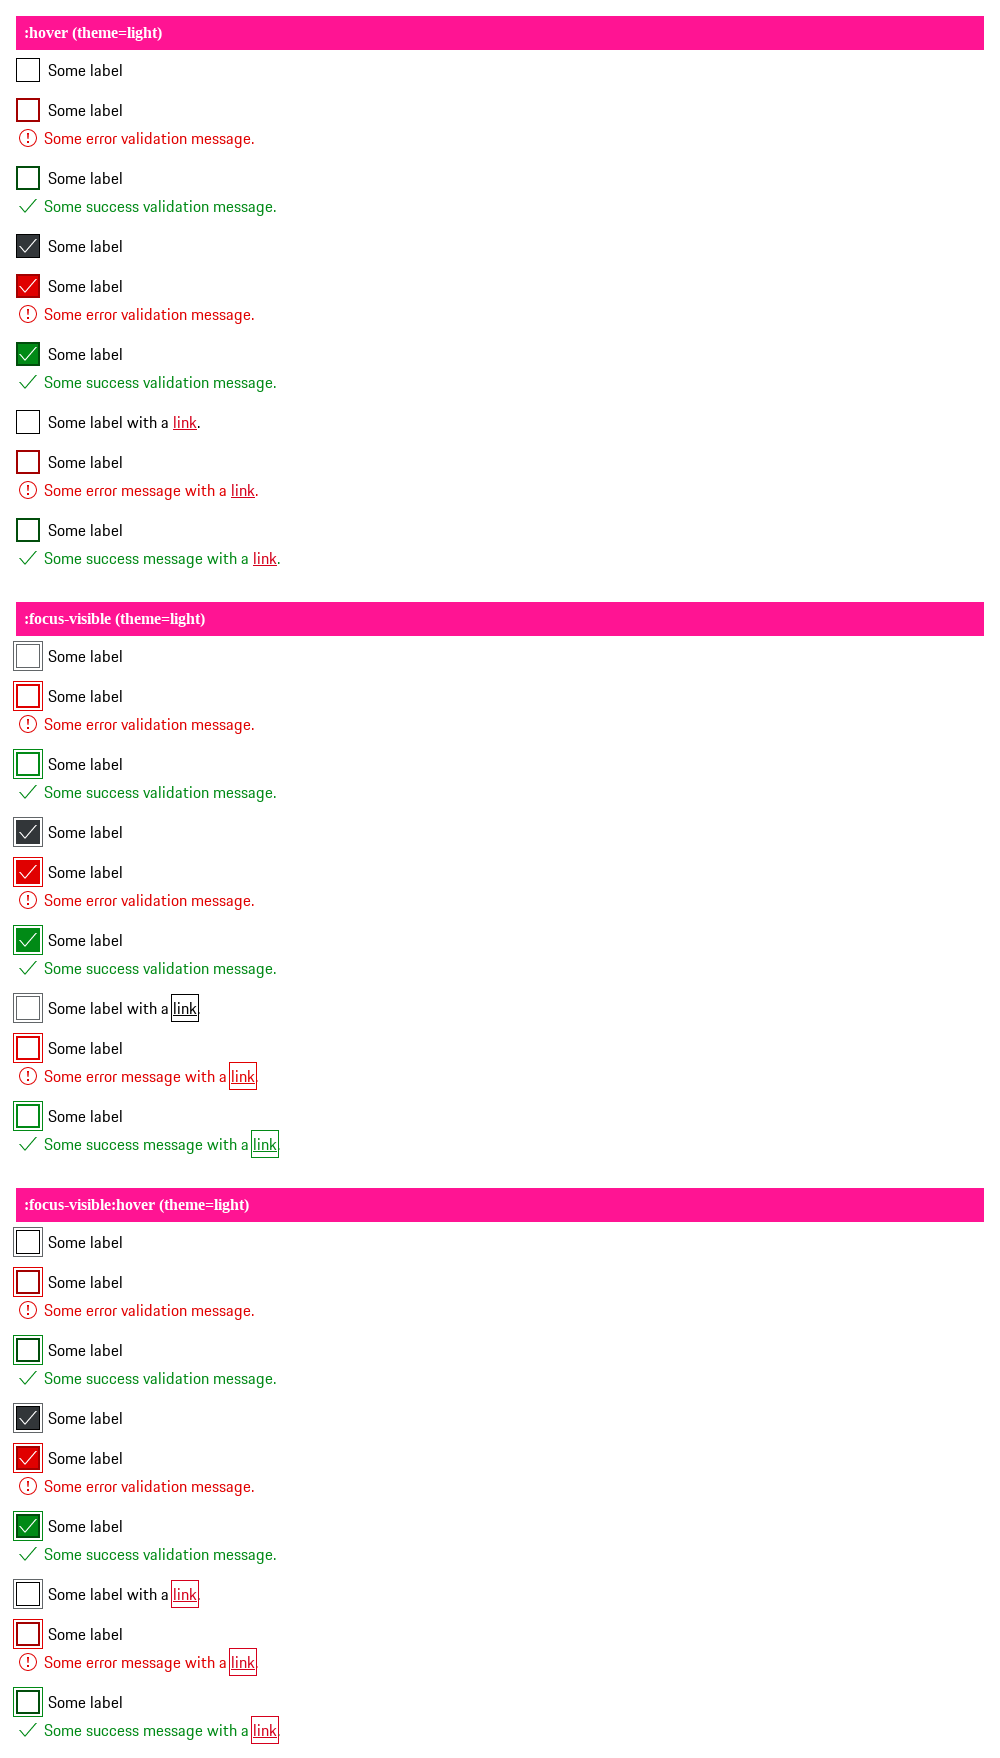 :hover (theme=light)
Some label
Some label
Some error validation message.
Some label
Some success validation message.
Some label
Some label
Some error validation message.
Some label
Some success validation message.
Some label with a link.
Some label
Some error message with a link.
Some label
Some success message with a link.
:focus-visible (theme=light)
Some label
Some label
Some error validation message.
Some label
Some success validation message.
Some label
Some label
Some error validation message.
Some label
Some success validation message.
Some label with a link.
Some label
Some error message with a link.
Some label
Some success message with a link.
:focus-visible:hover (theme=light)
Some label
Some label
Some error validation message.
Some label
Some success validation message.
Some label
Some label
Some error validation message.
Some label
Some success validation message.
Some label with a link.
Some label
Some error message with a link.
Some label
Some success message with a link.